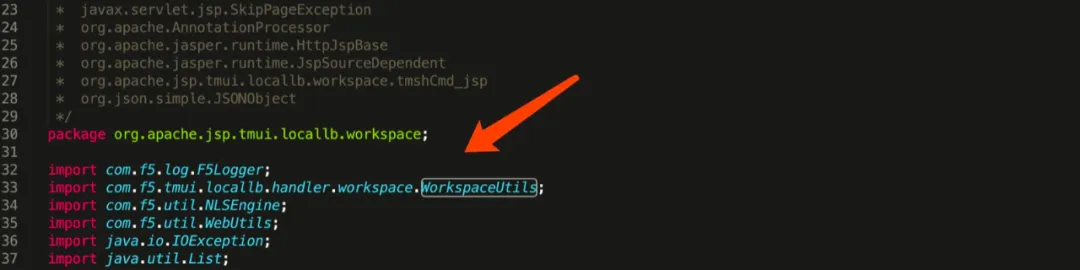 23 * javax.servlet.jsp.SkipPageException
24 * org.apache.AnnotationProcessor
25 * org.apache.jasper.runtime.HttpJspBase
26 * org.apache.jasper.runtime.JspSourceDependent
27 * org.apache.jsp.tmui.locallb.workspace.tmshCmd_jsp
28 * org.json.simple.JSONObject
29 */
30 package org.apache.jsp.tmui.locallb.workspace;
31
32 import com.f5.log.F5Logger;
33 import com.f5.tmui.locallb.handler.workspace.WorkspaceUtils;
34 import com.f5.util.NLSEngine;
35 import com.f5.util.WebUtils;
36 import java.io.IOException;
37 import java.util.List;